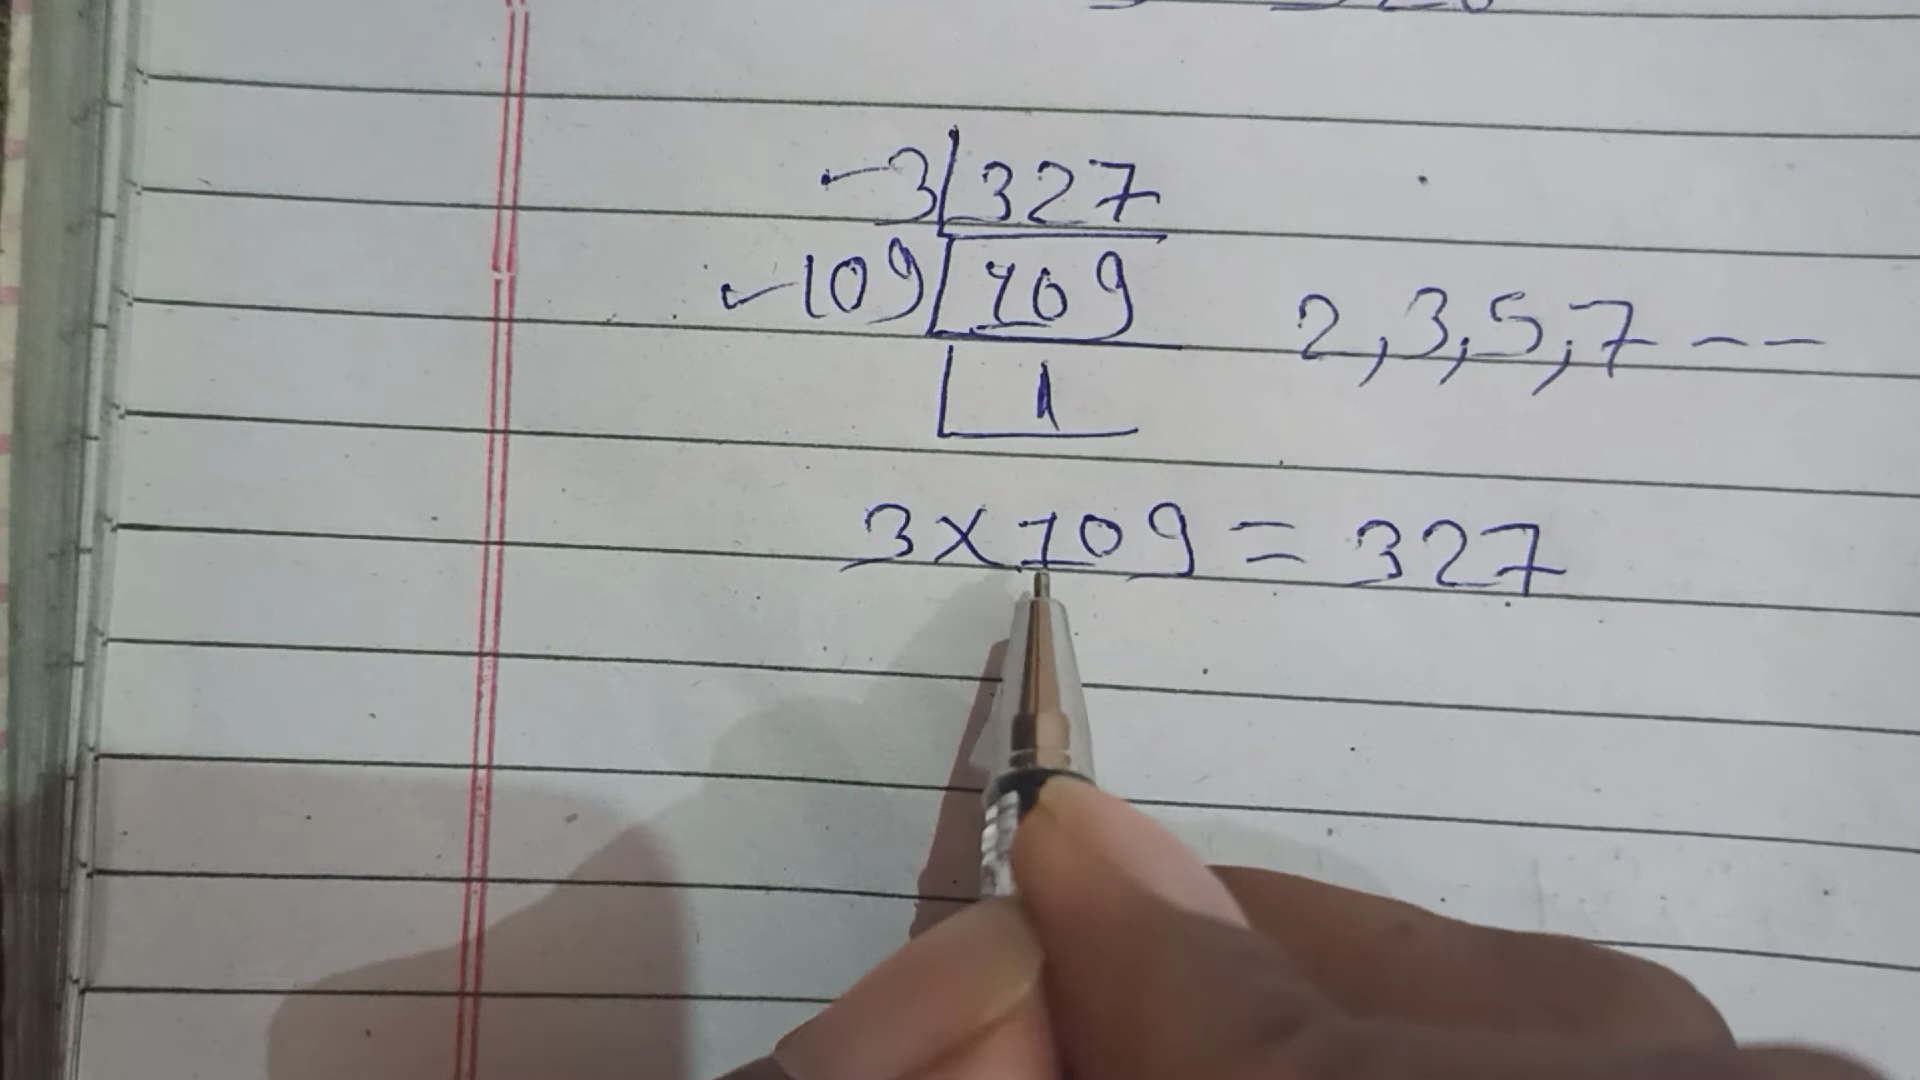 3 327
109 109 2, 3, 5, 7 - -
1
3 × 109 = 327